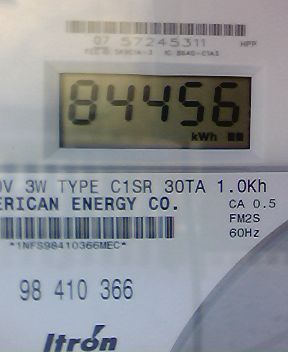 07 57245311 HPP
84456
kWh
0V 3W TYPE C1SR 30TA 1.0Kh
ERICAN ENERGY CO. CA 0.5
FM2S
*1NFS98410366MEC* 60Hz
98 410 366
Itron